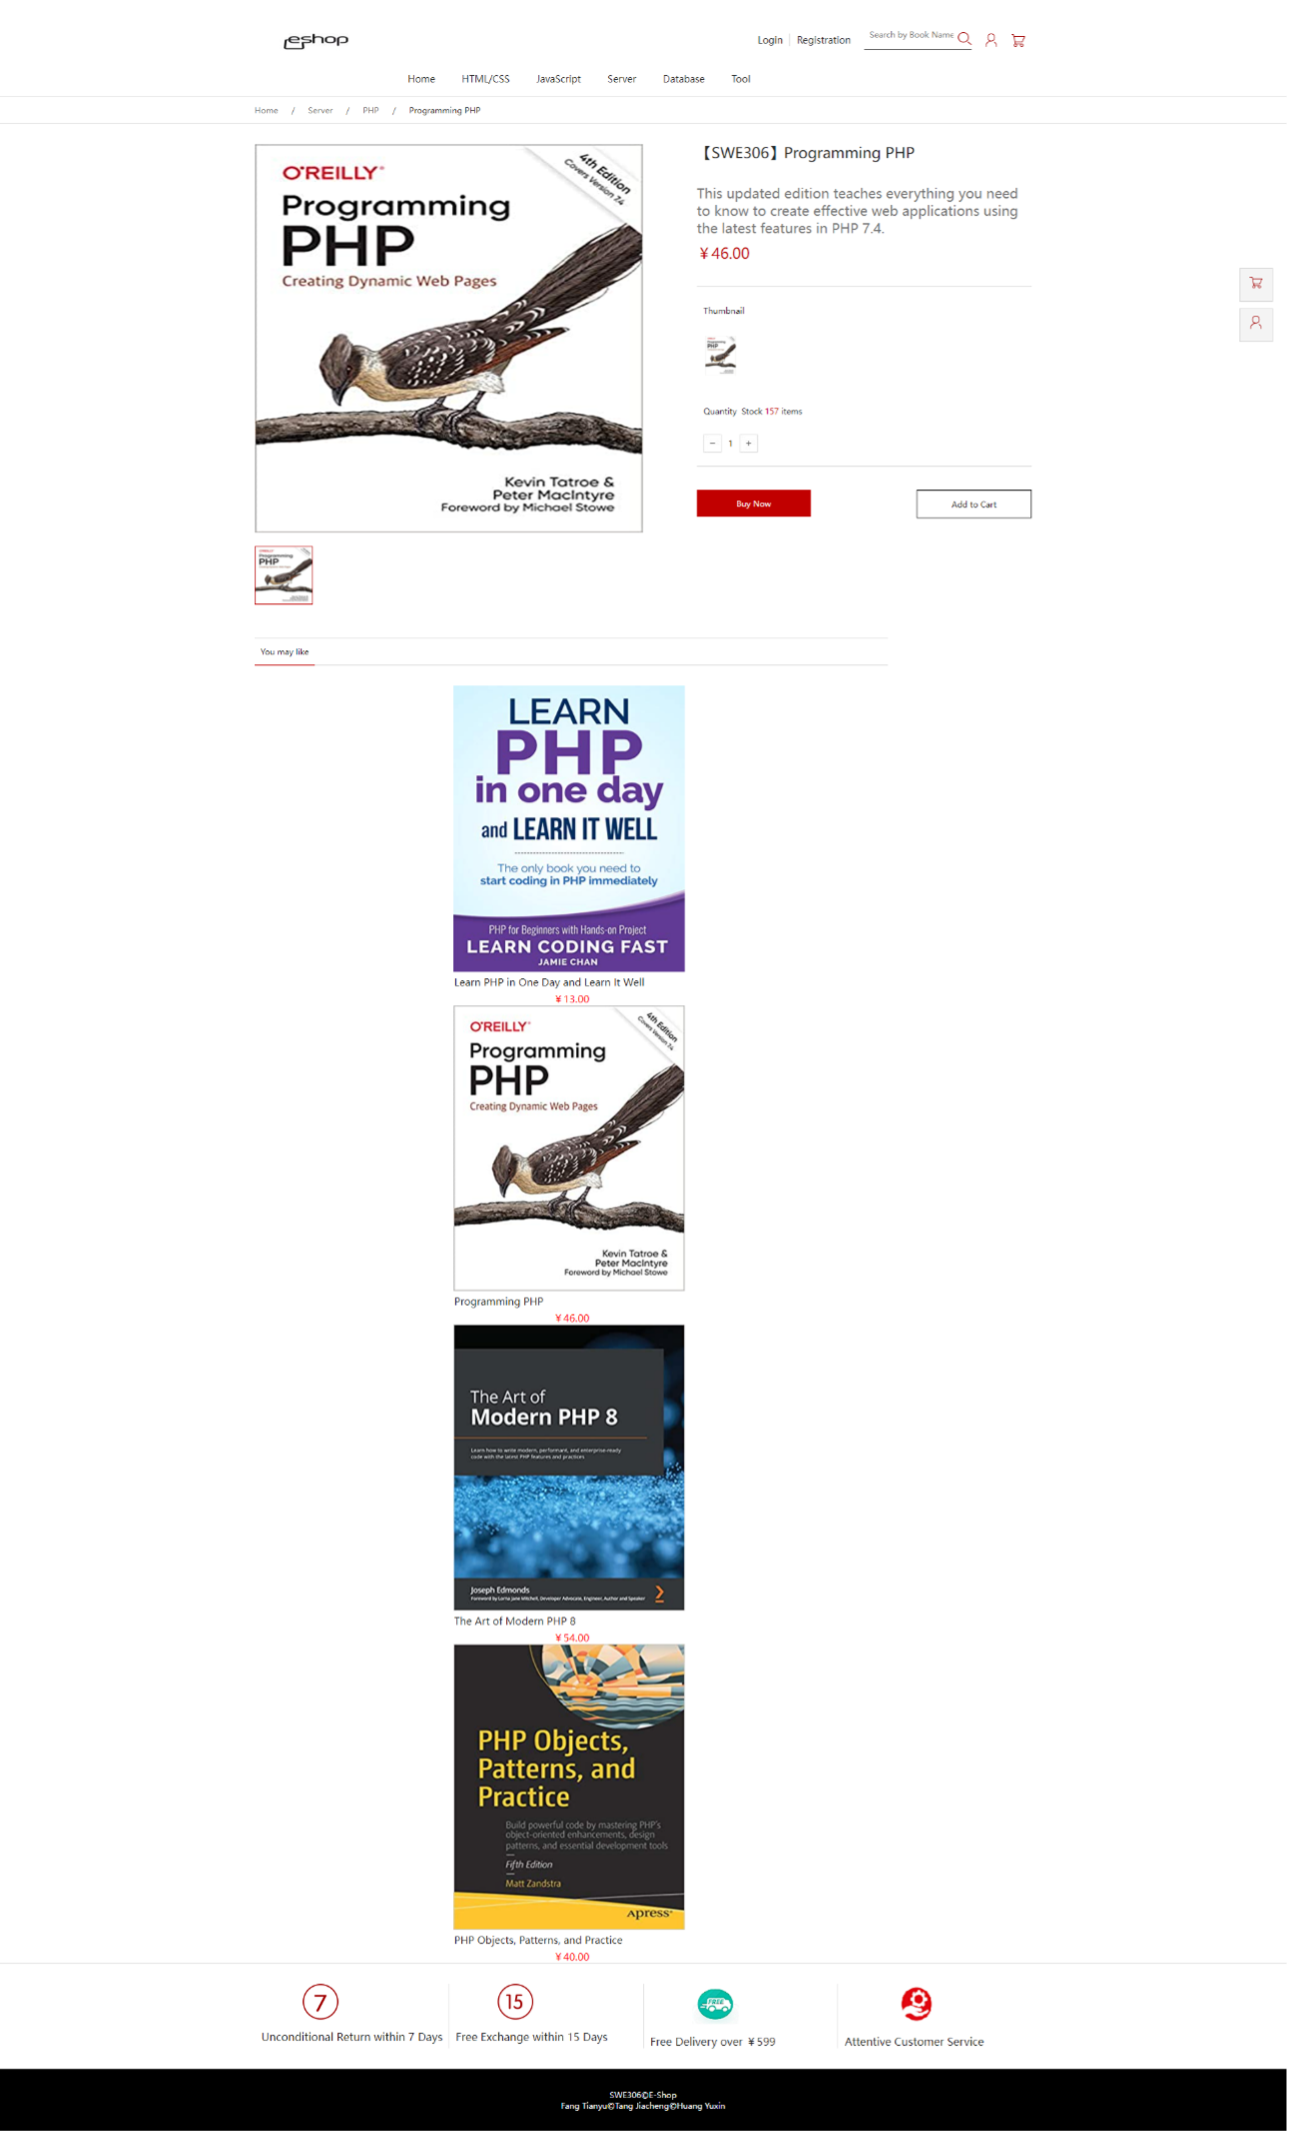 eshop
Login
Registration
Search by Book Name
Home
HTML/CSS
JavaScript
Server
Database
Tool
Home / Server / PHP / Programming PHP
O'REILLY®
4th Edition
Covers Version 7.4
Programming
PHP
Creating Dynamic Web Pages
Kevin Tatroe &
Peter MacIntyre
Foreword by Michael Stowe
【SWE306】Programming PHP
This updated edition teaches everything you need
to know to create effective web applications using
the latest features in PHP 7.4.
¥46.00
Thumbnail
Quantity Stock 157 items
− 1 +
Buy Now
Add to Cart
You may like
LEARN
PHP
in one day
and LEARN IT WELL
The only book you need to
start coding in PHP immediately
PHP for Beginners with Hands-on Project
LEARN CODING FAST
JAMIE CHAN
Learn PHP in One Day and Learn It Well
¥13.00
O'REILLY®
4th Edition
Covers Version 7.4
Programming
PHP
Creating Dynamic Web Pages
Kevin Tatroe &
Peter MacIntyre
Foreword by Michael Stowe
Programming PHP
¥46.00
The Art of
Modern PHP 8
Learn how to write modern, performant, and enterprise-ready
code with the latest PHP features and practices
Joseph Edmonds
Foreword by Lorna Jane Mitchell, Developer Advocate, Engineer, Author and Speaker
The Art of Modern PHP 8
¥54.00
PHP Objects,
Patterns, and
Practice
Build powerful code by mastering PHP's
object-oriented enhancements, design
patterns, and essential development tools
—
Fifth Edition
—
Matt Zandstra
Apress®
PHP Objects, Patterns, and Practice
¥40.00
7
Unconditional Return within 7 Days
15
Free Exchange within 15 Days
FREE
Free Delivery over ¥599
Attentive Customer Service
SWE306©E-Shop
Fang Tianyu©Tang Jiacheng©Huang Yuxin